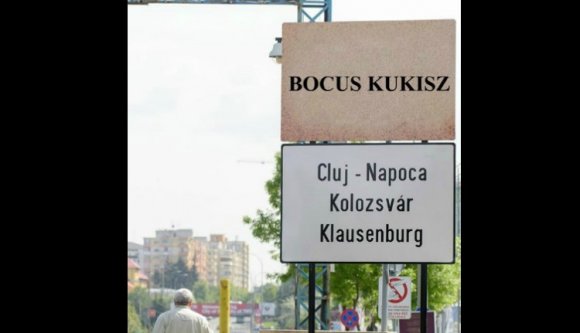 BOCUS KUKISZ
Cluj - Napoca
Kolozsvár
Klausenburg